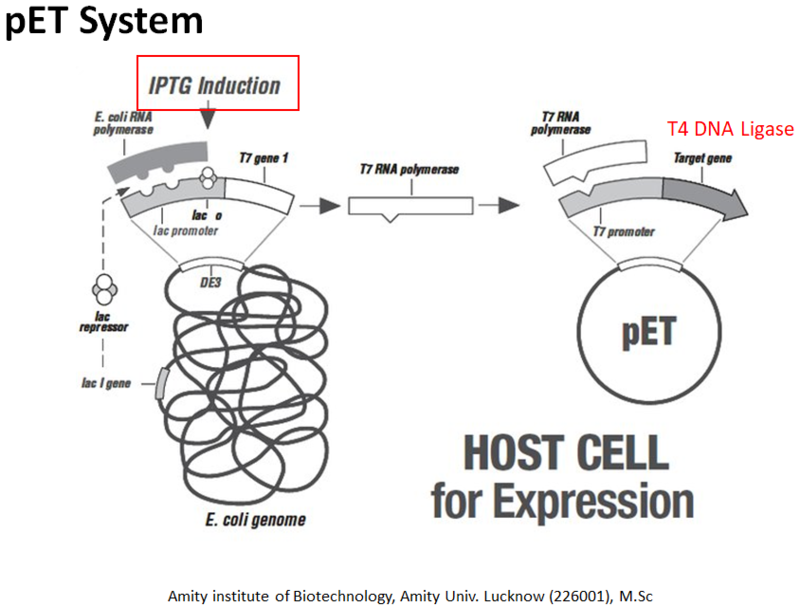 pET System
IPTG Induction
E. coli RNA
polymerase
T7 gene 1
lac o
lac promoter
T7 RNA polymerase
T7 RNA
polymerase
T4 DNA Ligase
Target gene
T7 promoter
DE3
lac
repressor
lac I gene
pET
E. coli genome
HOST CELL
for Expression
Amity institute of Biotechnology, Amity Univ. Lucknow (226001), M.Sc